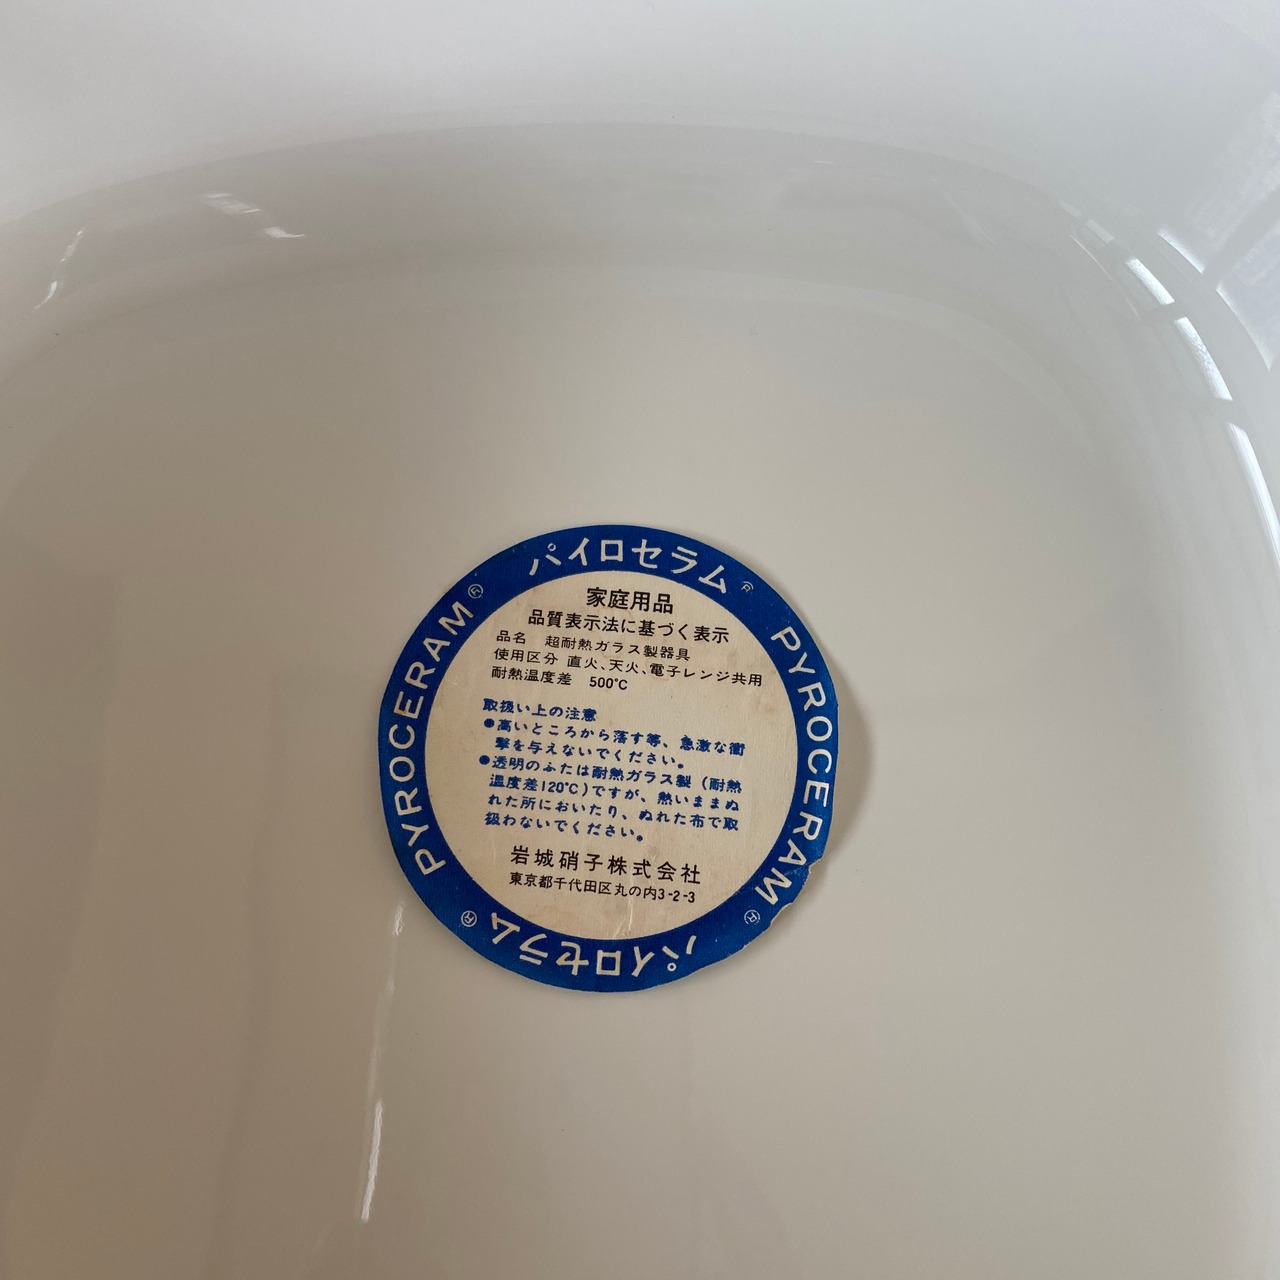 パイロセラム®
PYROCERAM®
PYROCERAM®
パイロセラム®
家庭用品
品質表示法に基づく表示
品名 超耐熱ガラス製器具
使用区分 直火、天火、電子レンジ共用
耐熱温度差 500℃
取扱い上の注意
●高いところから落す等、急激な衝
撃を与えないでください。
●透明のふたは耐熱ガラス製（耐熱
温度差120℃）ですが、熱いままぬ
れた所においたり、ぬれた布で取
扱わないでください。
岩城硝子株式会社
東京都千代田区丸の内3-2-3